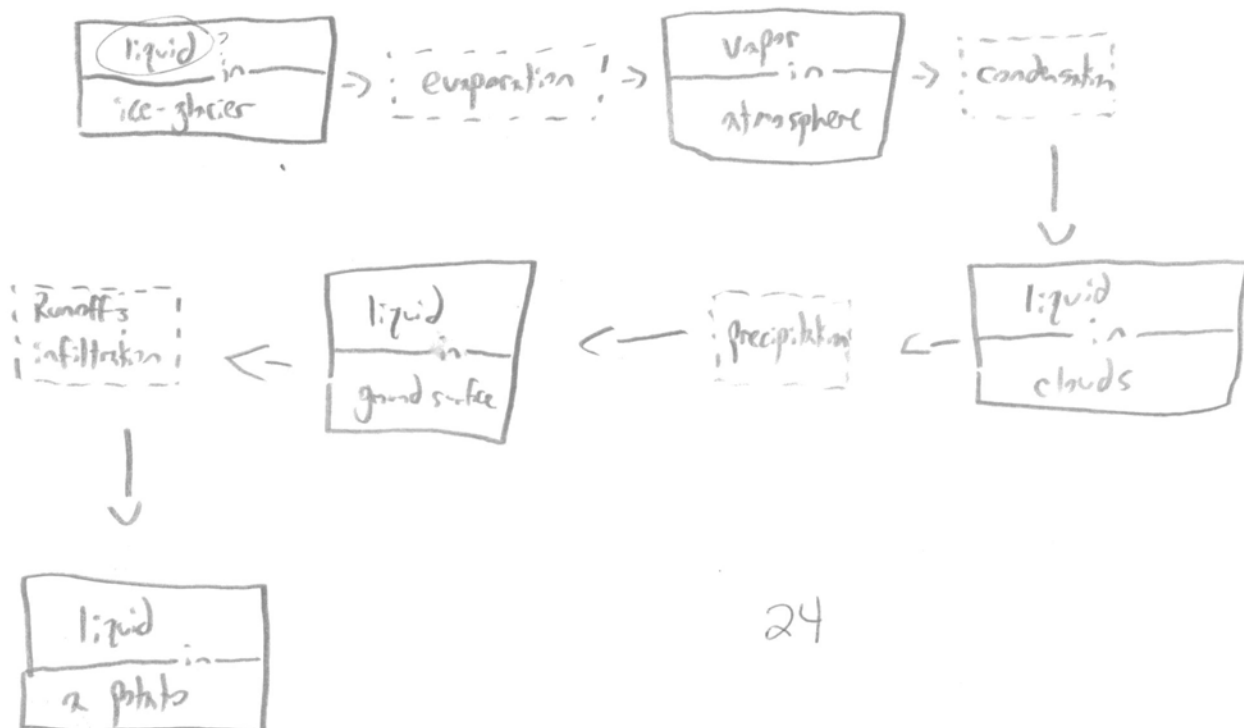 liquid ?
in
ice-glacier
evaporation
vapor
in
atmosphere
condensation
liquid
in
clouds
precipitation
liquid
in
ground surface
Runoff &
infiltration
liquid
in
a potato
24